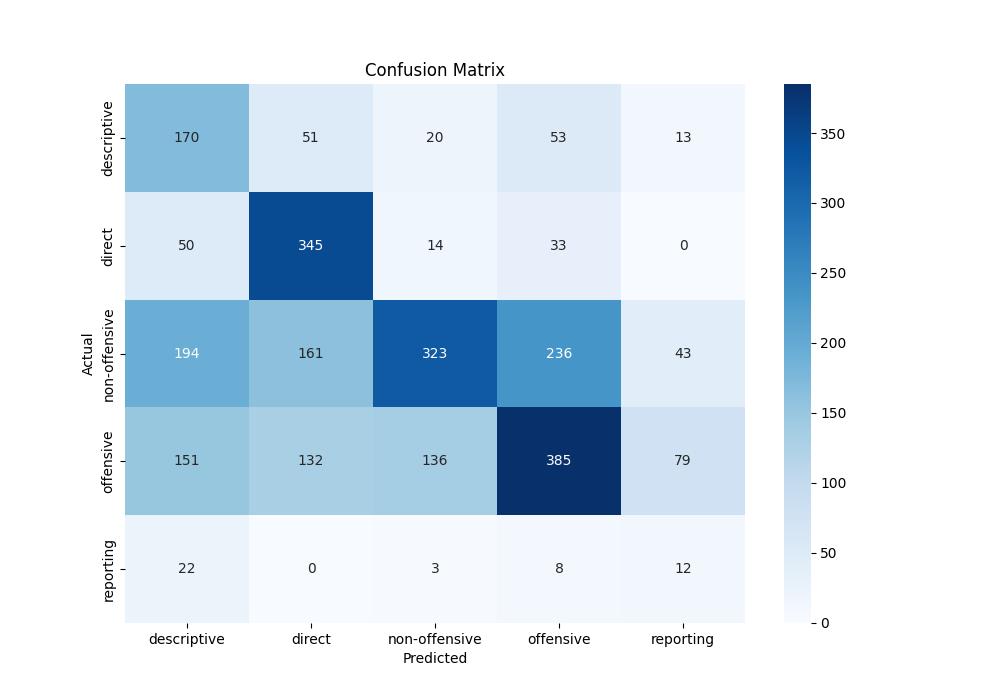 Confusion Matrix
descriptive 170 51 20 53 13
direct 50 345 14 33 0
non-offensive 194 161 323 236 43
offensive 151 132 136 385 79
reporting 22 0 3 8 12
Actual
descriptive direct non-offensive offensive reporting
Predicted
350
300
250
200
150
100
50
0